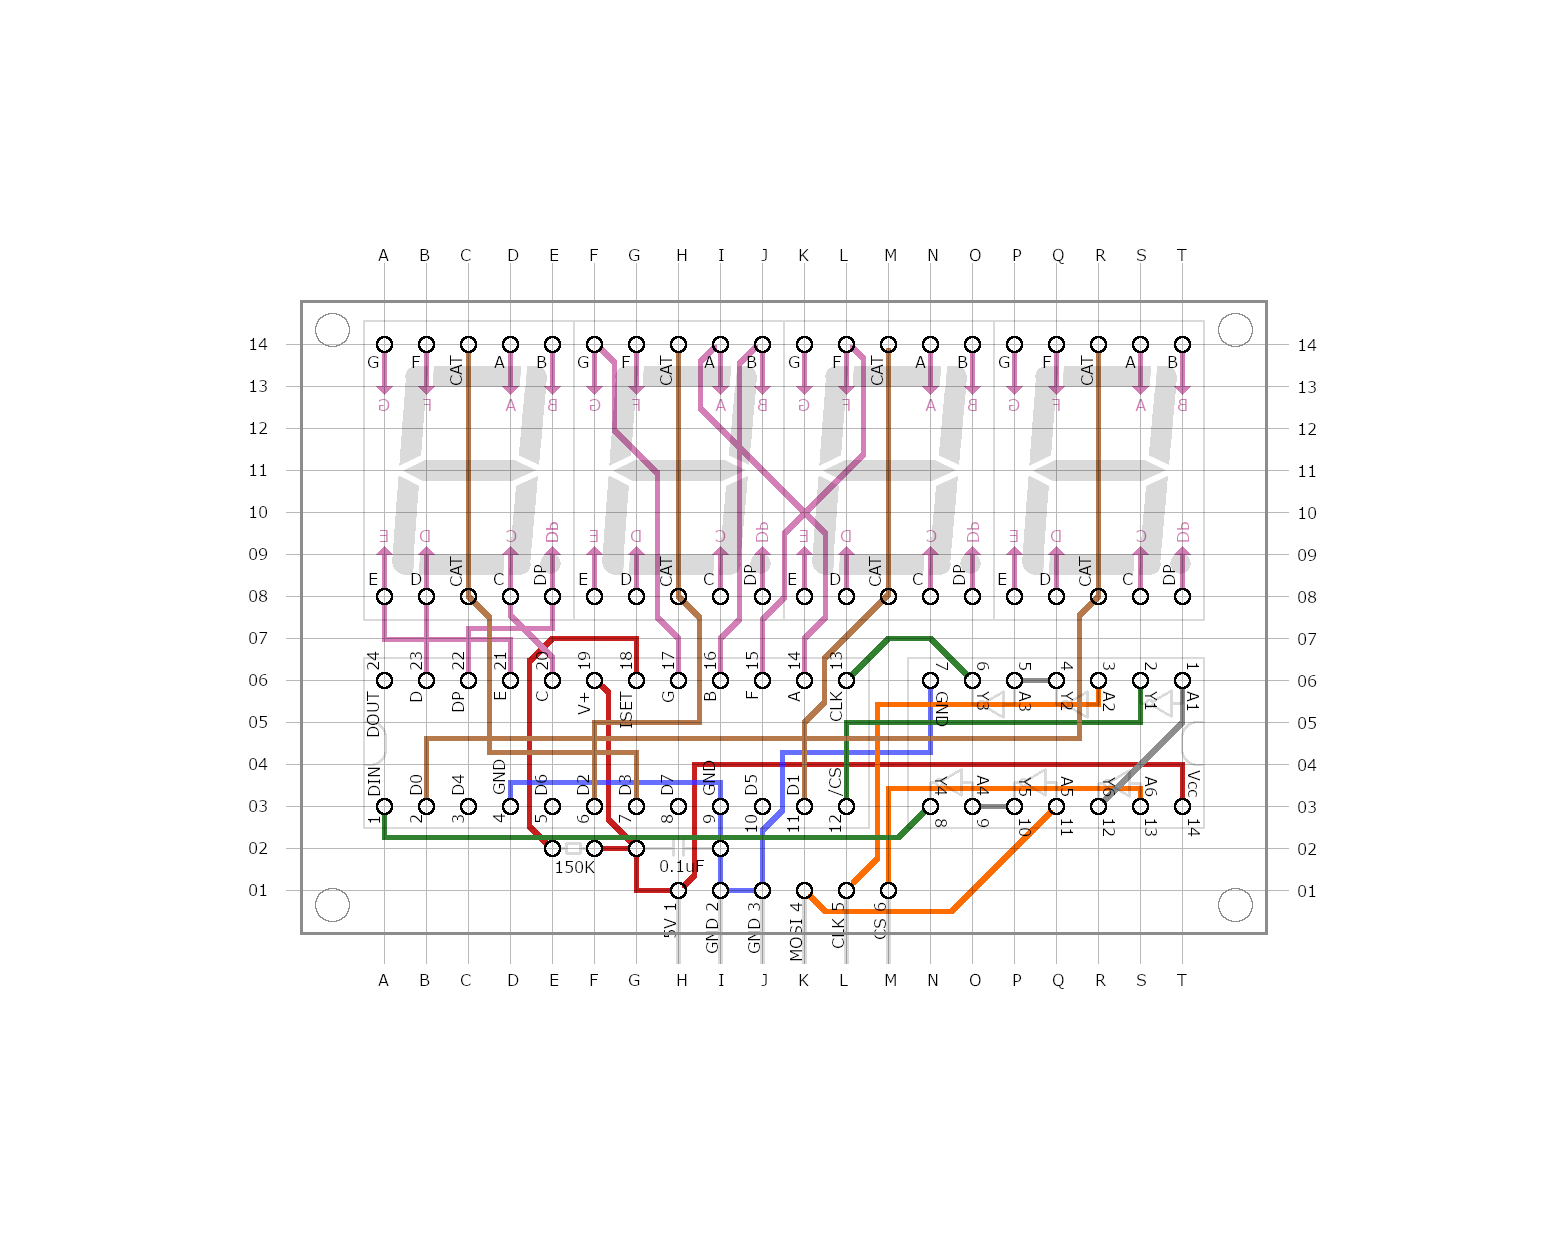 A B C D E F G H I J K L M N O P Q R S T
14 14
G F CAT A B G F CAT A B G F CAT A B G F CAT A B
13 13
G F A B G F A B G F A B G F A B
12 12
11 11
10 10
E D C DP E D C DP E D C DP E D C DP
09 09
E D CAT C DP E D CAT C DP E D CAT C DP E D CAT C DP
08 08
07 07
24 23 22 21 20 19 18 17 16 15 14 13 7 6 5 4 3 2 1
06 06
DOUT D DP E C V+ ISET G B F A CLK GND Y3 A3 Y2 A2 Y1 A1
05 05
04 04
DIN D0 D4 GND D6 D2 D3 D7 GND D5 D1 /CS Y4 A4 Y5 A5 Y6 A6 Vcc
03 03
1 2 3 4 5 6 7 8 9 10 11 12 8 9 10 11 12 13 14
02 02
150K 0.1uF
01 01
5V 1 GND 2 GND 3 MOSI 4 CLK 5 CS 6
A B C D E F G H I J K L M N O P Q R S T